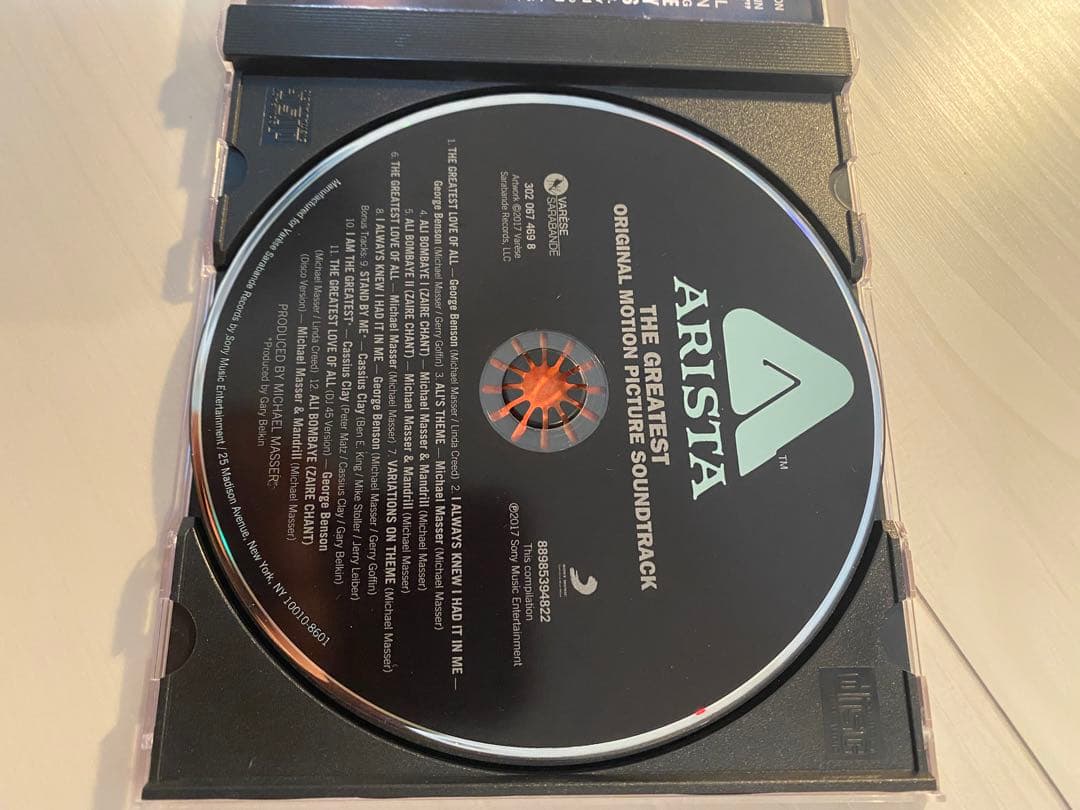 ARISTA
TM
THE GREATEST
ORIGINAL MOTION PICTURE SOUNDTRACK
VARÈSE
SARABANDE
302 067 469 8
Artwork ©2017 Varèse
Sarabande Records, LLC
88985394822
This compilation
℗2017 Sony Music Entertainment
1. THE GREATEST LOVE OF ALL — George Benson (Michael Masser / Linda Creed) 2. I ALWAYS KNEW I HAD IT IN ME —
George Benson (Michael Masser / Gerry Goffin) 3. ALI'S THEME — Michael Masser (Michael Masser)
4. ALI BOMBAYE I (ZAIRE CHANT) — Michael Masser & Mandrill (Michael Masser)
5. ALI BOMBAYE II (ZAIRE CHANT) — Michael Masser & Mandrill (Michael Masser)
6. THE GREATEST LOVE OF ALL — Michael Masser (Michael Masser) 7. VARIATIONS ON THEME (Michael Masser)
8. I ALWAYS KNEW I HAD IT IN ME — George Benson (Michael Masser / Gerry Goffin)
Bonus Tracks: 9. STAND BY ME* — Cassius Clay (Ben E. King / Mike Stoller / Jerry Leiber)
10. I AM THE GREATEST* — Cassius Clay (Peter Matz / Cassius Clay / Gary Belkin)
11. THE GREATEST LOVE OF ALL (DJ 45 Version) — George Benson
(Michael Masser / Linda Creed) 12. ALI BOMBAYE (ZAIRE CHANT)
(Disco Version) — Michael Masser & Mandrill (Michael Masser)
PRODUCED BY MICHAEL MASSER;
*Produced by Gary Belkin
Manufactured for Varèse Sarabande Records by Sony Music Entertainment / 25 Madison Avenue, New York, NY 10010-8601
disc